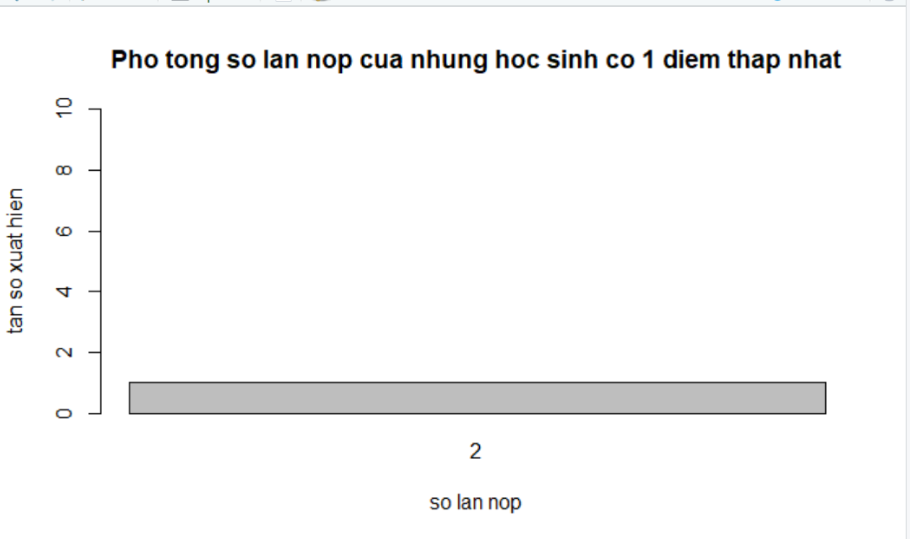 Pho tong so lan nop cua nhung hoc sinh co 1 diem thap nhat
10
8
6
4
2
0
tan so xuat hien
2
so lan nop